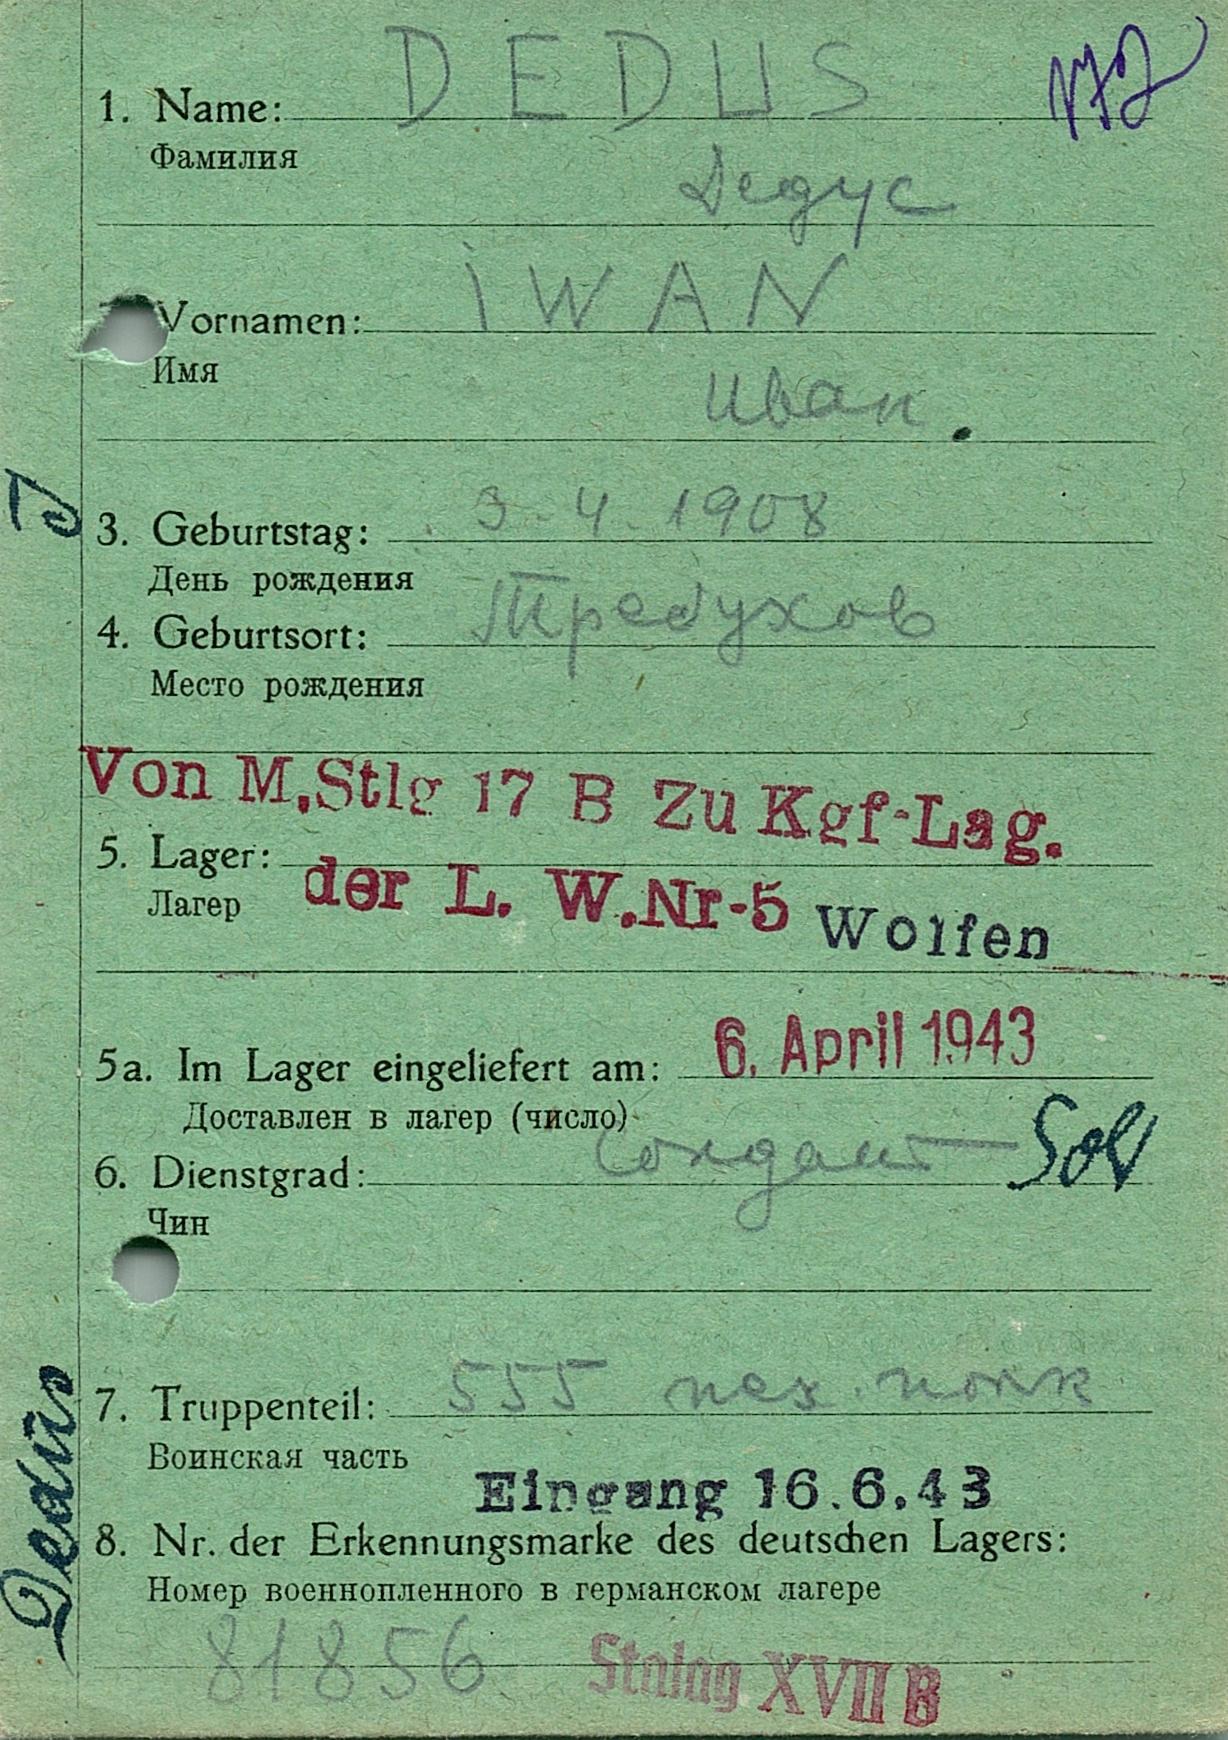 DEDUS
1. Name:
Фамилия
Дедус
IWAN
Vornamen:
Имя
Иван.
3. Geburtstag: 3.4.1908
День рождения
4. Geburtsort: Требухов
Место рождения
Von M.Stlg 17 B Zu Kgf-Lag.
5. Lager:
der L. W.Nr-5 Wolfen
Лагер
5a. Im Lager eingeliefert am: 6. April 1943
Доставлен в лагер (число)
6. Dienstgrad: солдат Sol
Чин
7. Truppenteil: 555 пех. полк
Воинская часть
Eingang 16.6.43
8. Nr. der Erkennungsmarke des deutschen Lagers:
Номер военнопленного в германском лагере
81856 Stalag XVII B
Dedus